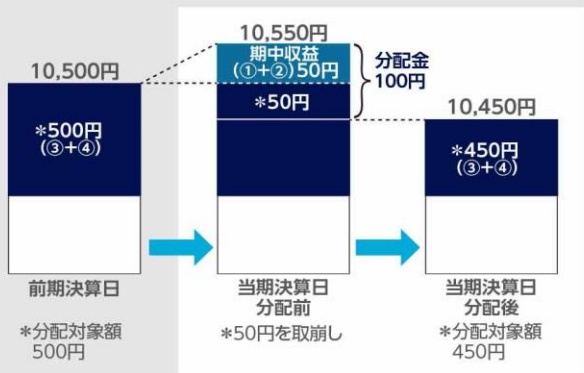 10,550円
期中収益
(①+②)50円
分配金
100円
10,500円
*50円
10,450円
*500円
(③+④)
*450円
(③+④)
前期決算日
当期決算日
分配前
当期決算日
分配後
*分配対象額
500円
*50円を取崩し
*分配対象額
450円